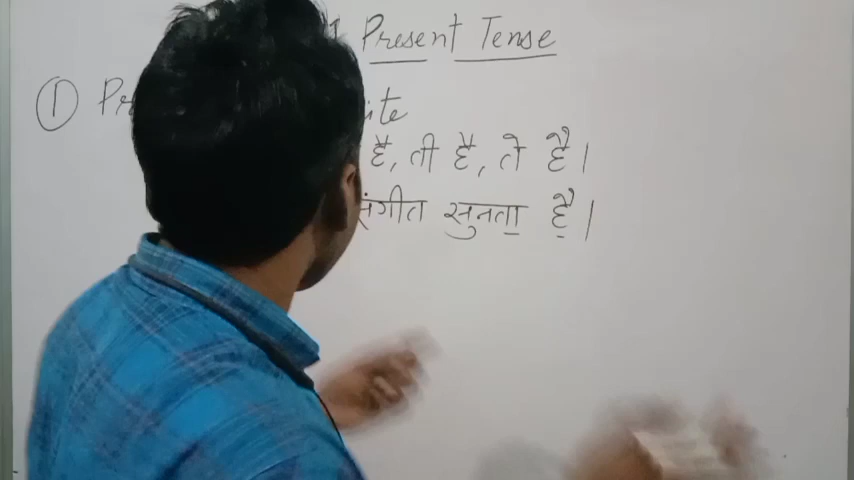 Present Tense
① Pr ite
है, ती है, ते हैं।
संगीत सुनता है।